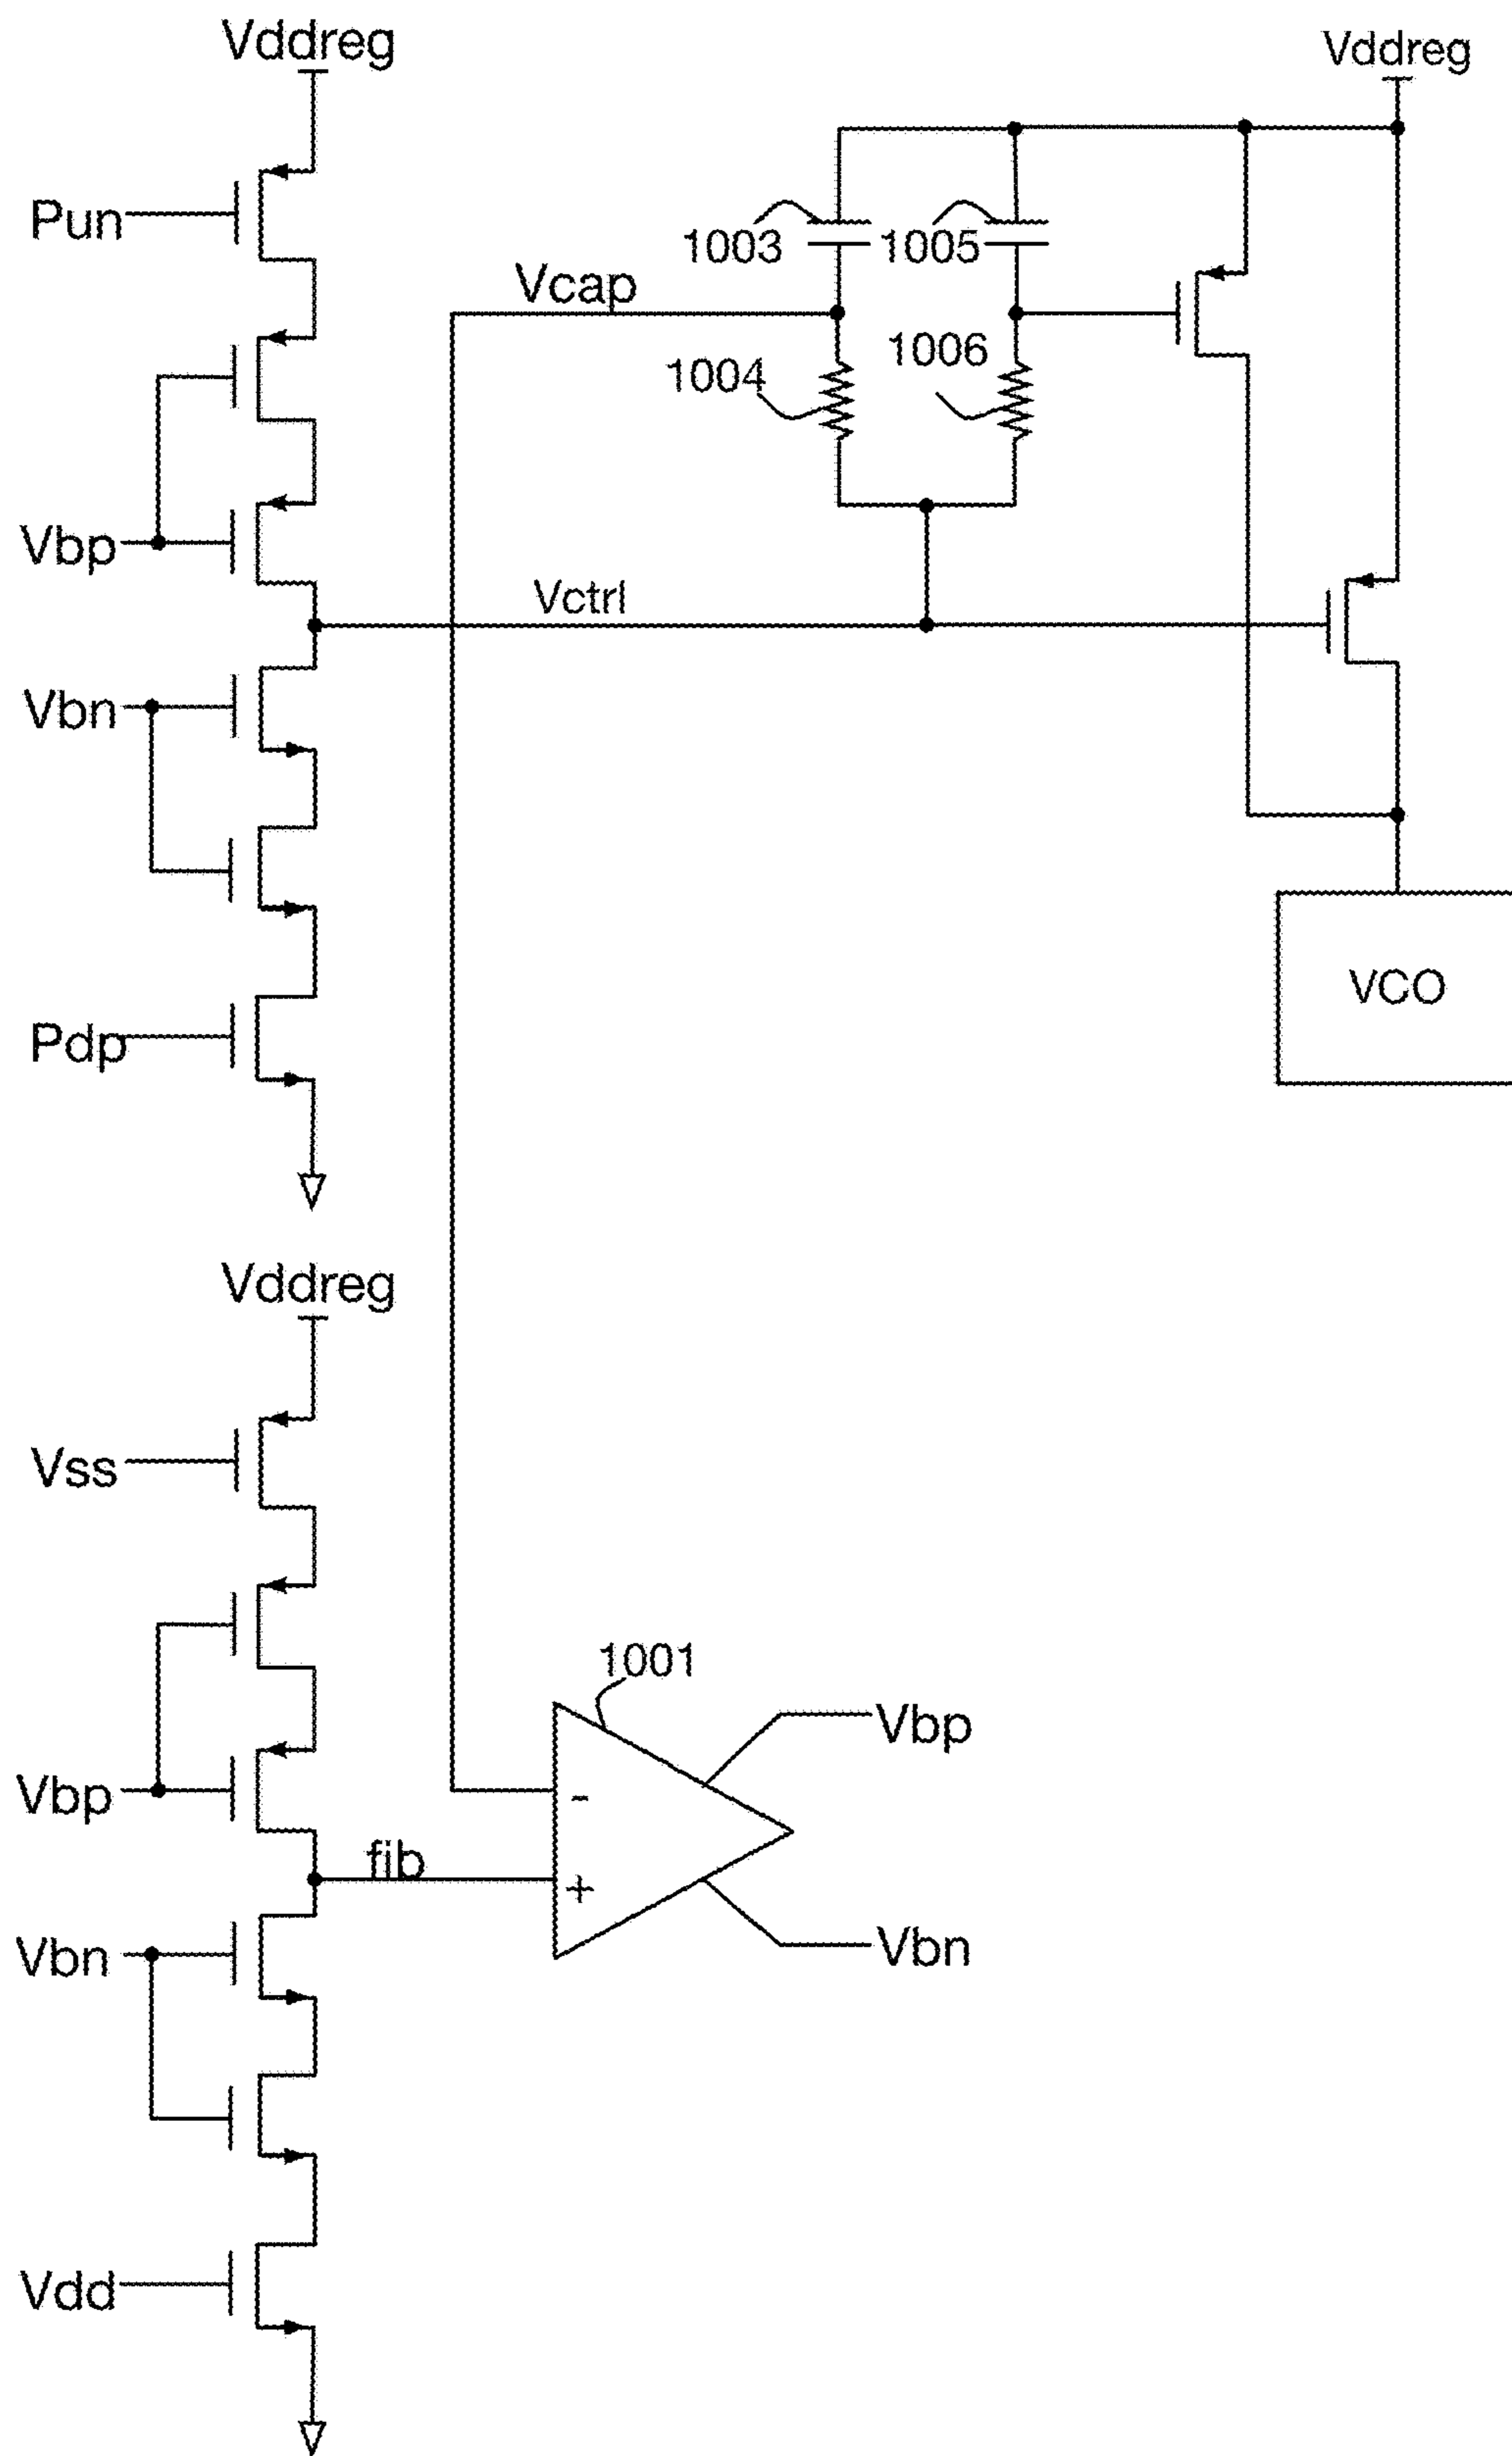 Vddreg
Vddreg
Pun
1003
1005
Vcap
1006
1004
Vbp
Vctrl
Vbn
VCO
Pdp
Vddreg
Vss
1001
Vbp
Vbp
fib
-
+
Vbn
Vbn
Vdd